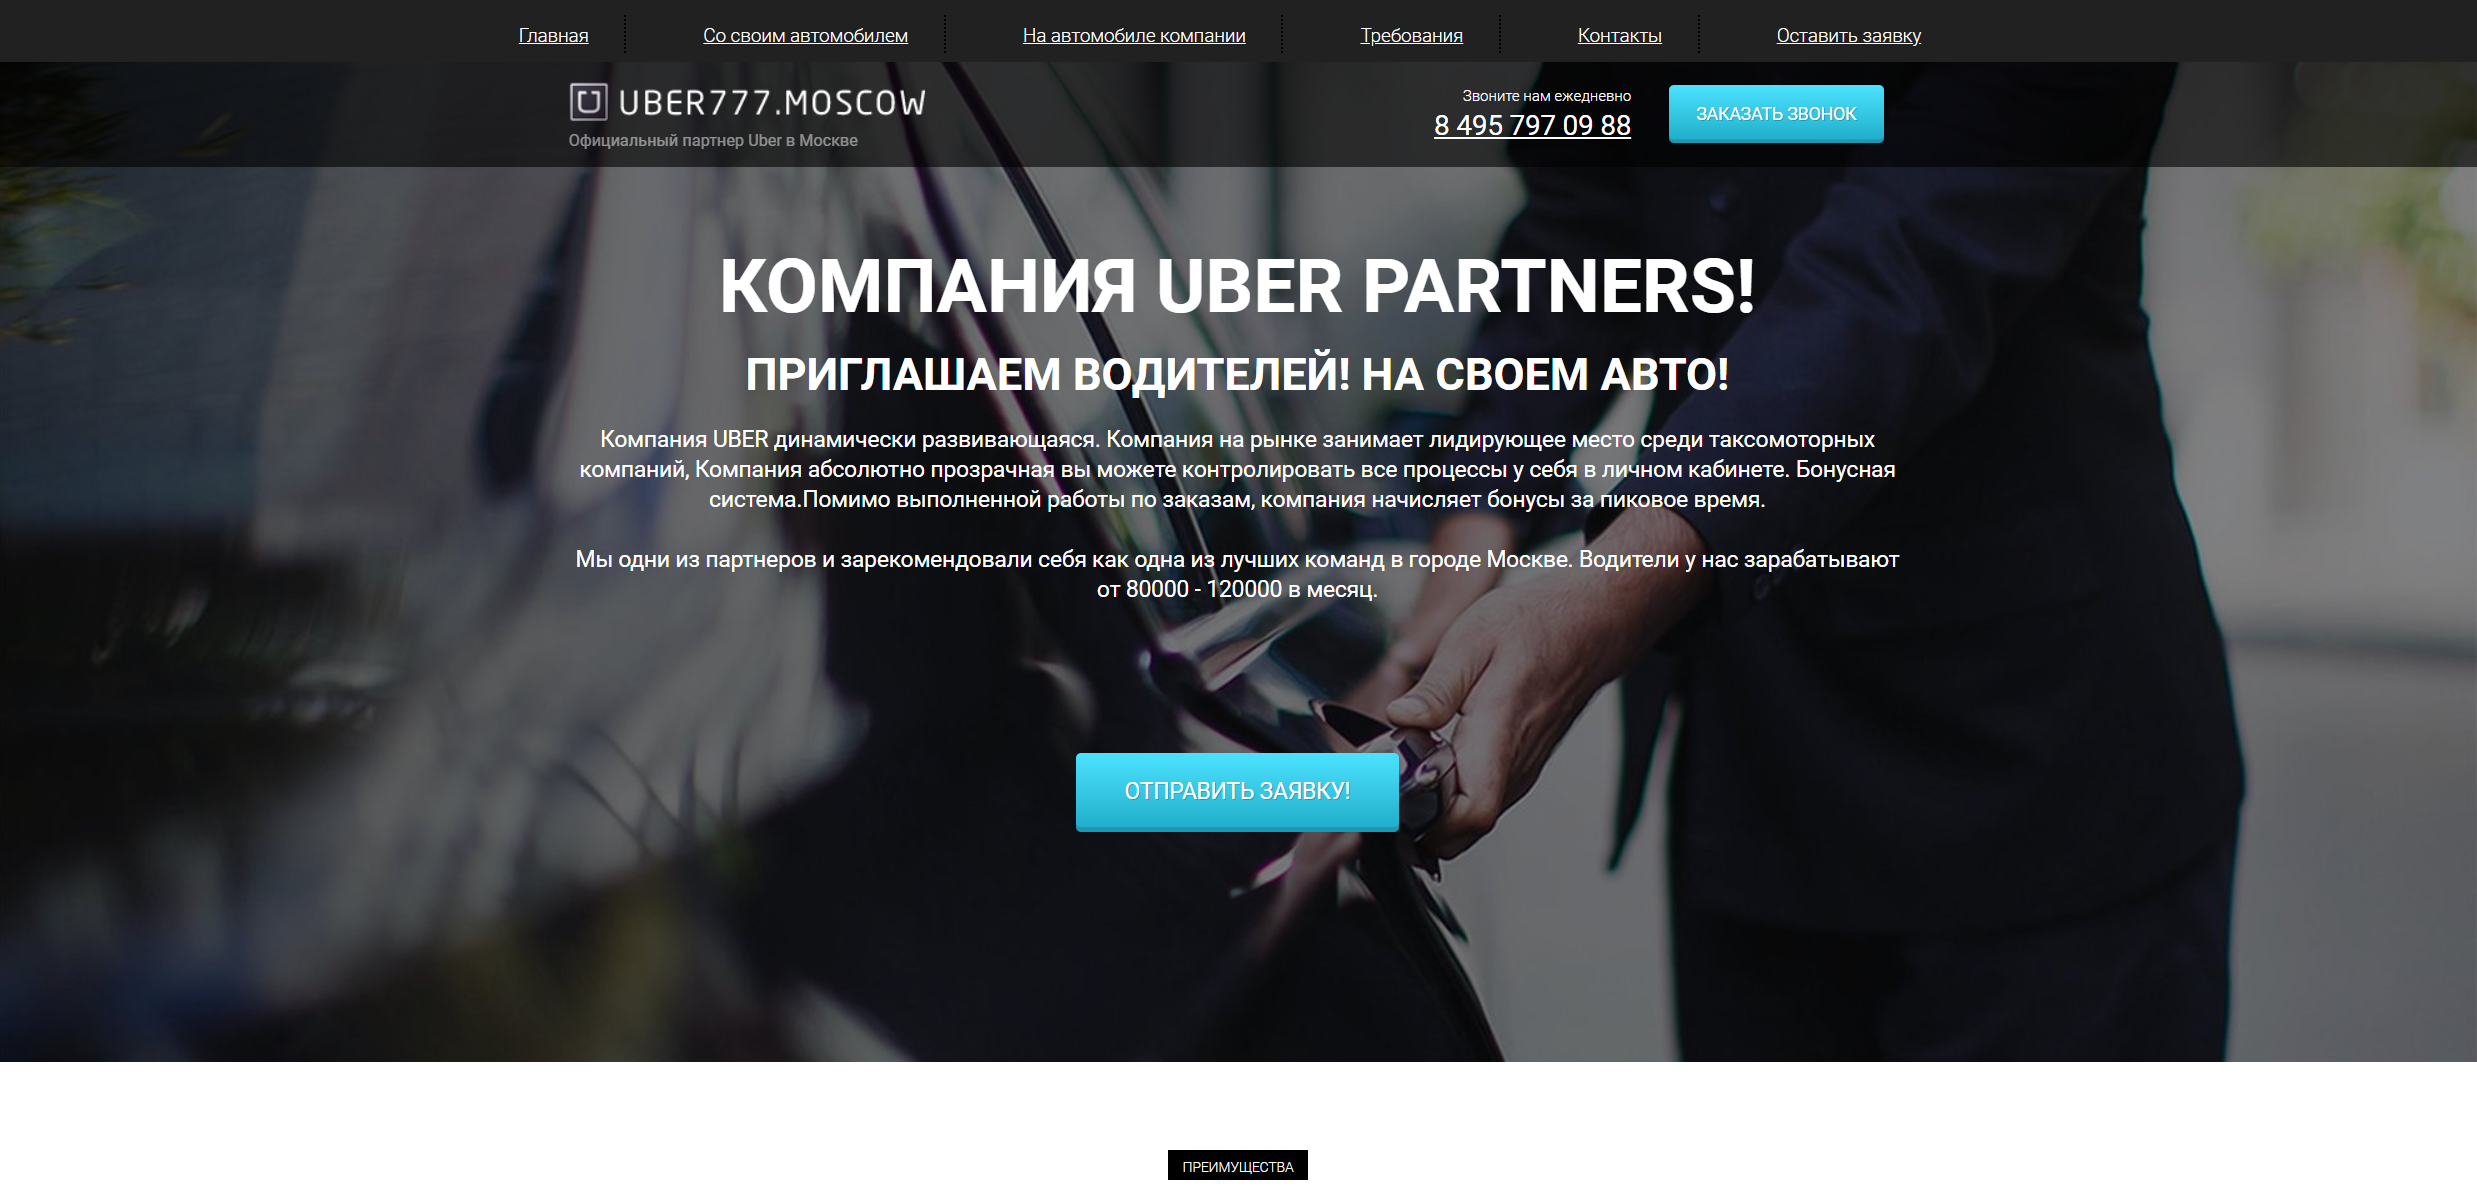 Главная
Со своим автомобилем
На автомобиле компании
Требования
Контакты
Оставить заявку
UBER777.MOSCOW
Официальный партнер Uber в Москве
Звоните нам ежедневно
8 495 797 09 88
ЗАКАЗАТЬ ЗВОНОК
КОМПАНИЯ UBER PARTNERS!
ПРИГЛАШАЕМ ВОДИТЕЛЕЙ! НА СВОЕМ АВТО!
Компания UBER динамически развивающаяся. Компания на рынке занимает лидирующее место среди таксомоторных
компаний, Компания абсолютно прозрачная вы можете контролировать все процессы у себя в личном кабинете. Бонусная
система.Помимо выполненной работы по заказам, компания начисляет бонусы за пиковое время.
Мы одни из партнеров и зарекомендовали себя как одна из лучших команд в городе Москве. Водители у нас зарабатывают
от 80000 - 120000 в месяц.
ОТПРАВИТЬ ЗАЯВКУ!
ПРЕИМУЩЕСТВА